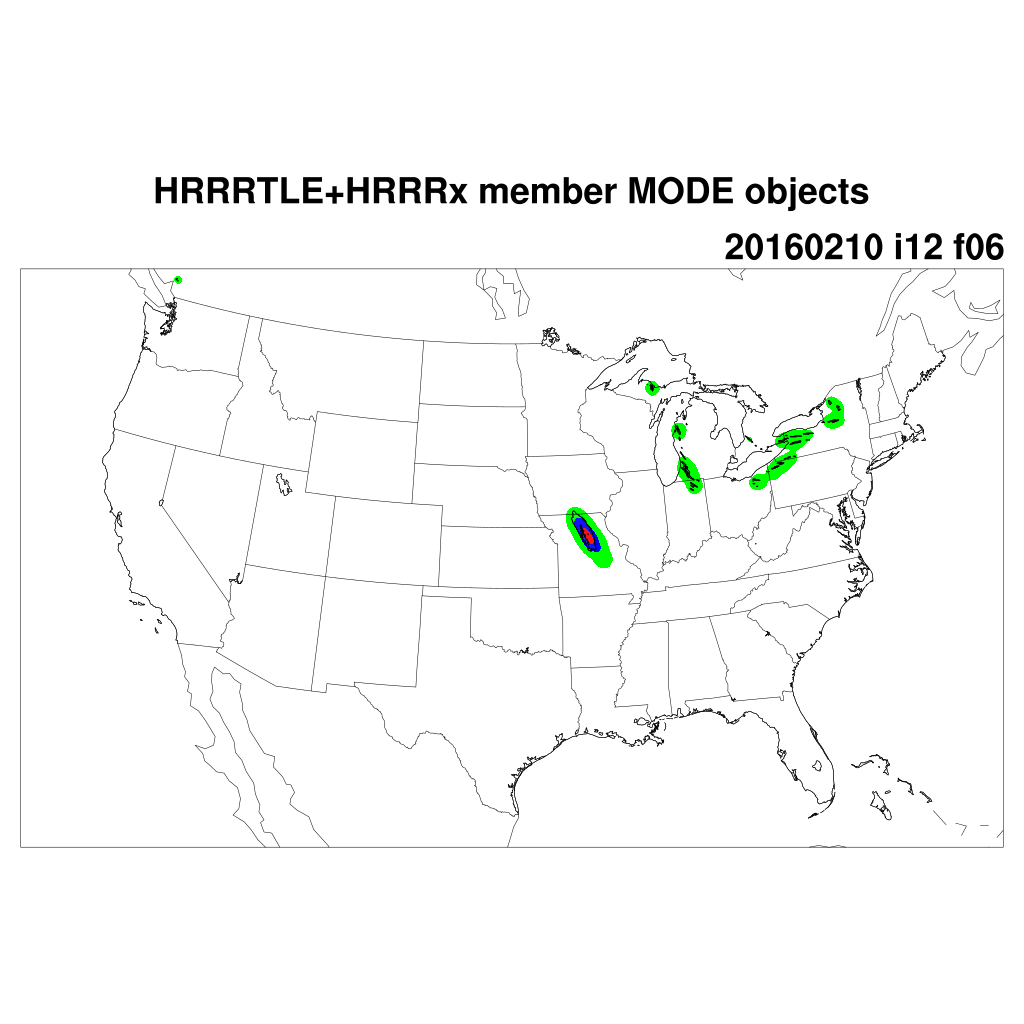 HRRRTLE+HRRRx member MODE objects
20160210 i12 f06